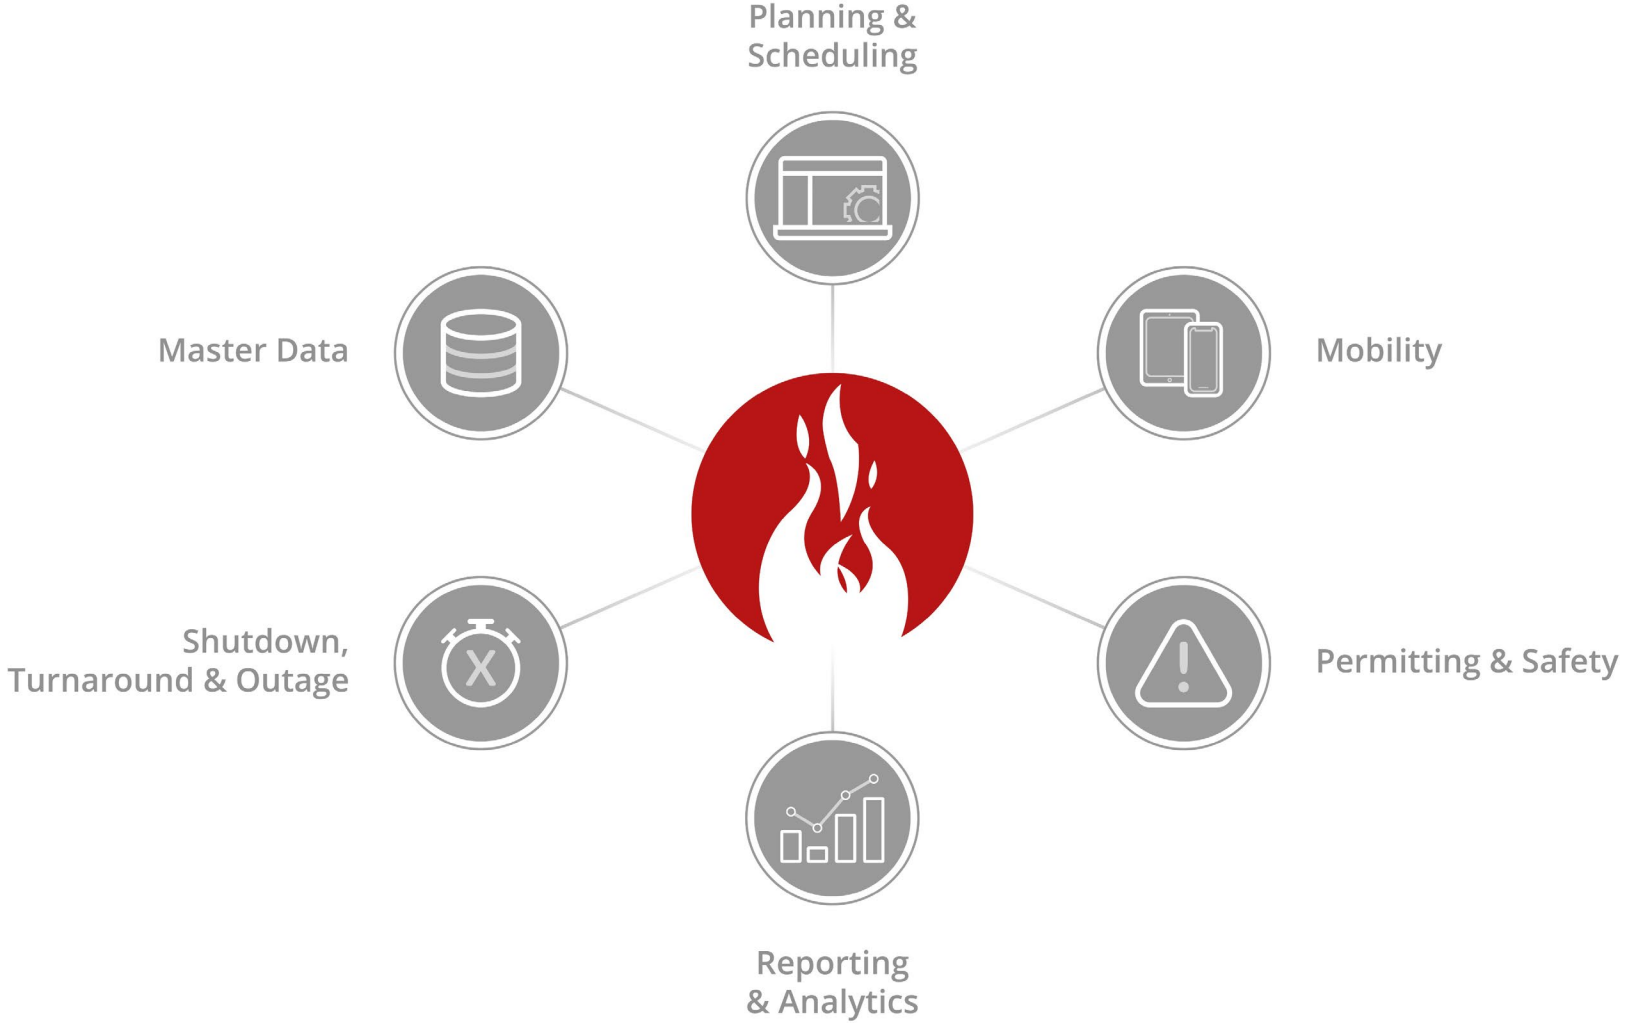 Planning &
Scheduling
Master Data
Mobility
Shutdown,
Turnaround & Outage
X
Permitting & Safety
Reporting
& Analytics